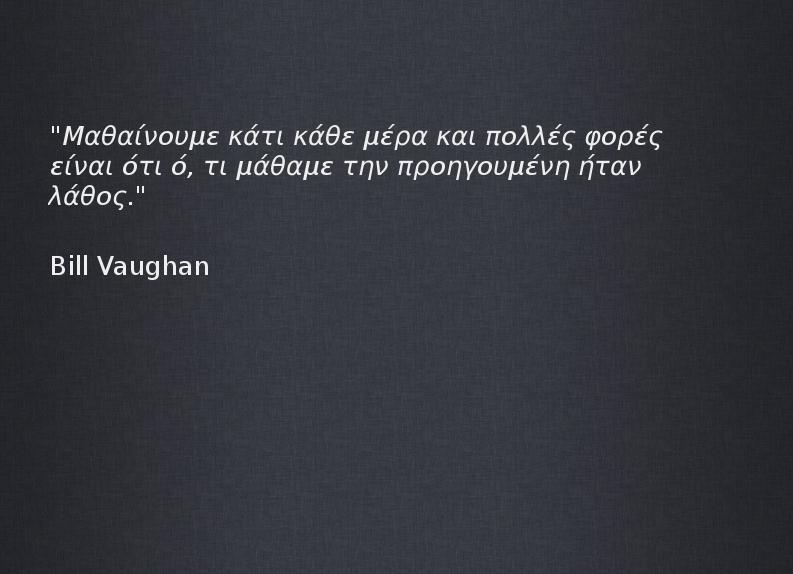 "Μαθαίνουμε κάτι κάθε μέρα και πολλές φορές
είναι ότι ό, τι μάθαμε την προηγουμένη ήταν
λάθος."
Bill Vaughan